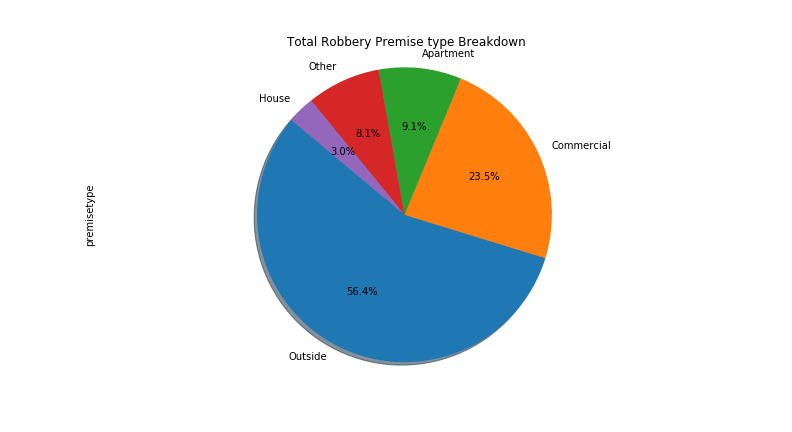 Total Robbery Premise type Breakdown
Apartment
Other
House
Commercial
9.1%
8.1%
3.0%
23.5%
premisetype
56.4%
Outside